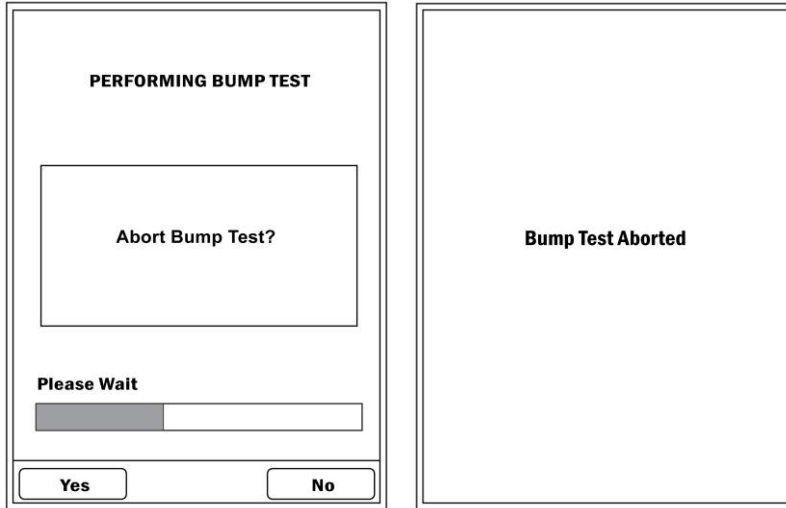 PERFORMING BUMP TEST
Abort Bump Test?
Please Wait
Yes
No
Bump Test Aborted